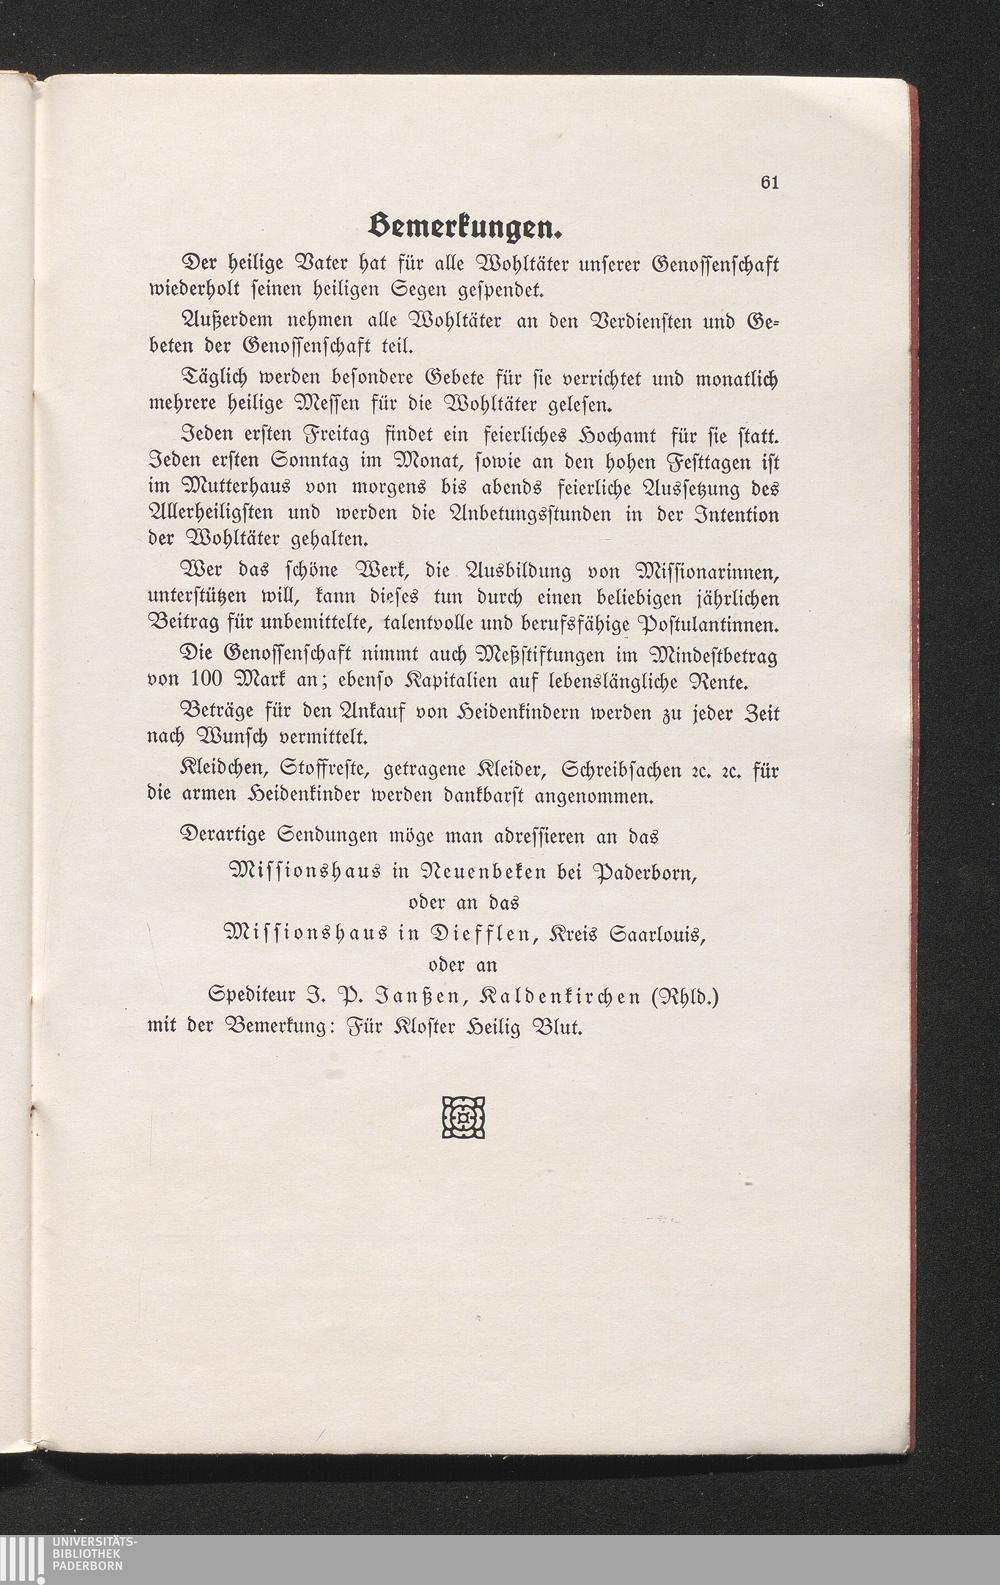 61
Bemerkungen.
Der heilige Vater hat für alle Wohltäter unserer Genossenschaft
wiederholt seinen heiligen Segen gespendet.
Außerdem nehmen alle Wohltäter an den Verdiensten und Ge-
beten der Genossenschaft teil.
Täglich werden besondere Gebete für sie verrichtet und monatlich
mehrere heilige Messen für die Wohltäter gelesen.
Jeden ersten Freitag findet ein feierliches Hochamt für sie statt.
Jeden ersten Sonntag im Monat, sowie an den hohen Festtagen ist
im Mutterhaus von morgens bis abends feierliche Aussetzung des
Allerheiligsten und werden die Anbetungsstunden in der Intention
der Wohltäter gehalten.
Wer das schöne Werk, die Ausbildung von Missionarinnen,
unterstützen will, kann dieses tun durch einen beliebigen jährlichen
Beitrag für unbemittelte, talentvolle und berufsfähige Postulantinnen.
Die Genossenschaft nimmt auch Meßstiftungen im Mindestbetrag
von 100 Mark an; ebenso Kapitalien auf lebenslängliche Rente.
Beträge für den Ankauf von Heidenkindern werden zu jeder Zeit
nach Wunsch vermittelt.
Kleidchen, Stoffreste, getragene Kleider, Schreibsachen ꝛc. ꝛc. für
die armen Heidenkinder werden dankbarst angenommen.
Derartige Sendungen möge man adressieren an das
Missionshaus in Neuenbeken bei Paderborn,
oder an das
Missionshaus in Diefflen, Kreis Saarlouis,
oder an
Spediteur J. P. Janßen, Kaldenkirchen (Rhld.)
mit der Bemerkung: Für Kloster Heilig Blut.
UNIVERSITÄTS-
BIBLIOTHEK
PADERBORN